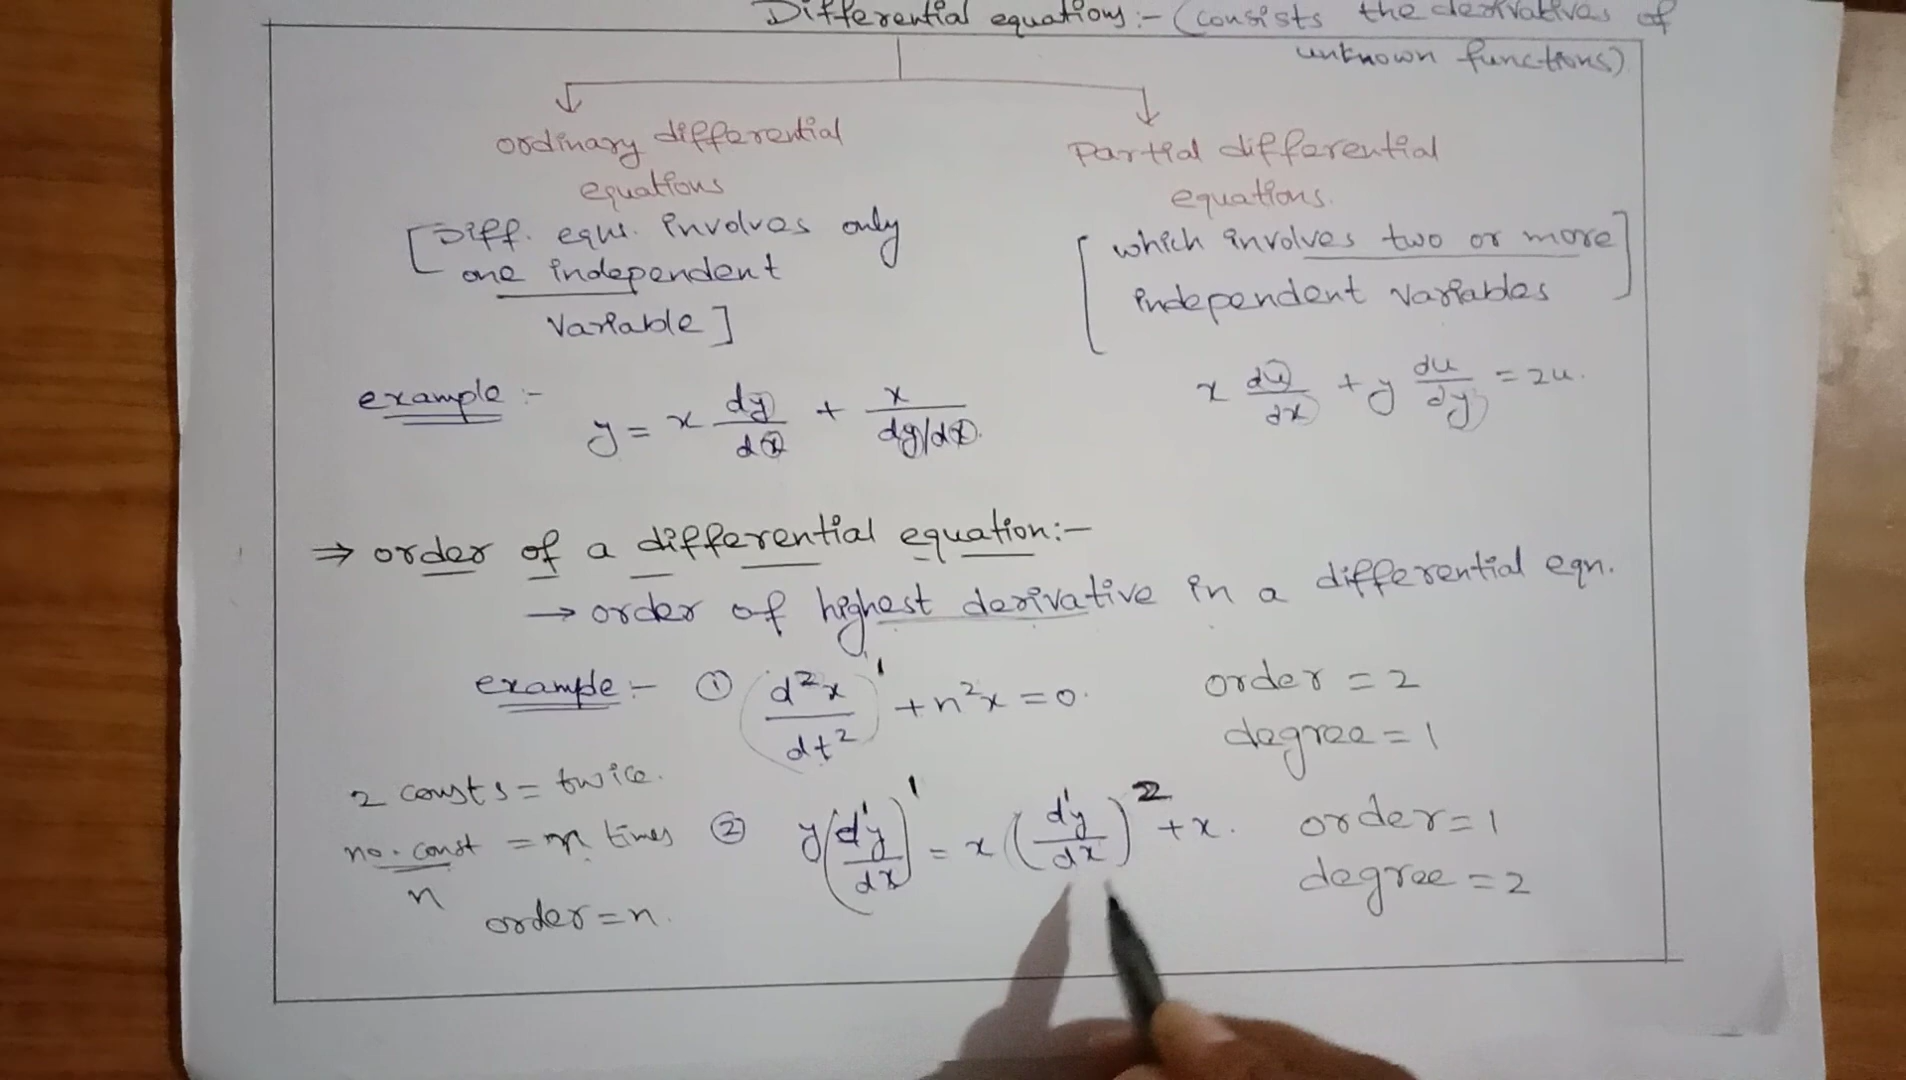 Differential equations:- (consists the derivatives of
unknown functions)
ordinary differential
equations
[Diff. eqns. involves only
one independent
variable]
Partial differential
equations.
[which involves two or more
independent variables]
example :-
y = x dy/dx + x/(dy/dx).
x du/dx + y du/dy = 2u.
⇒ order of a differential equation:-
→ order of highest derivative in a differential eqn.
example :- ① (d²x/dt²)¹ + n²x = 0.
order = 2
degree = 1
2 consts = twice.
no. const = n times
n
order = n.
② y(d¹y/dx)¹ = x (d¹y/dx)² + x.
order = 1
degree = 2